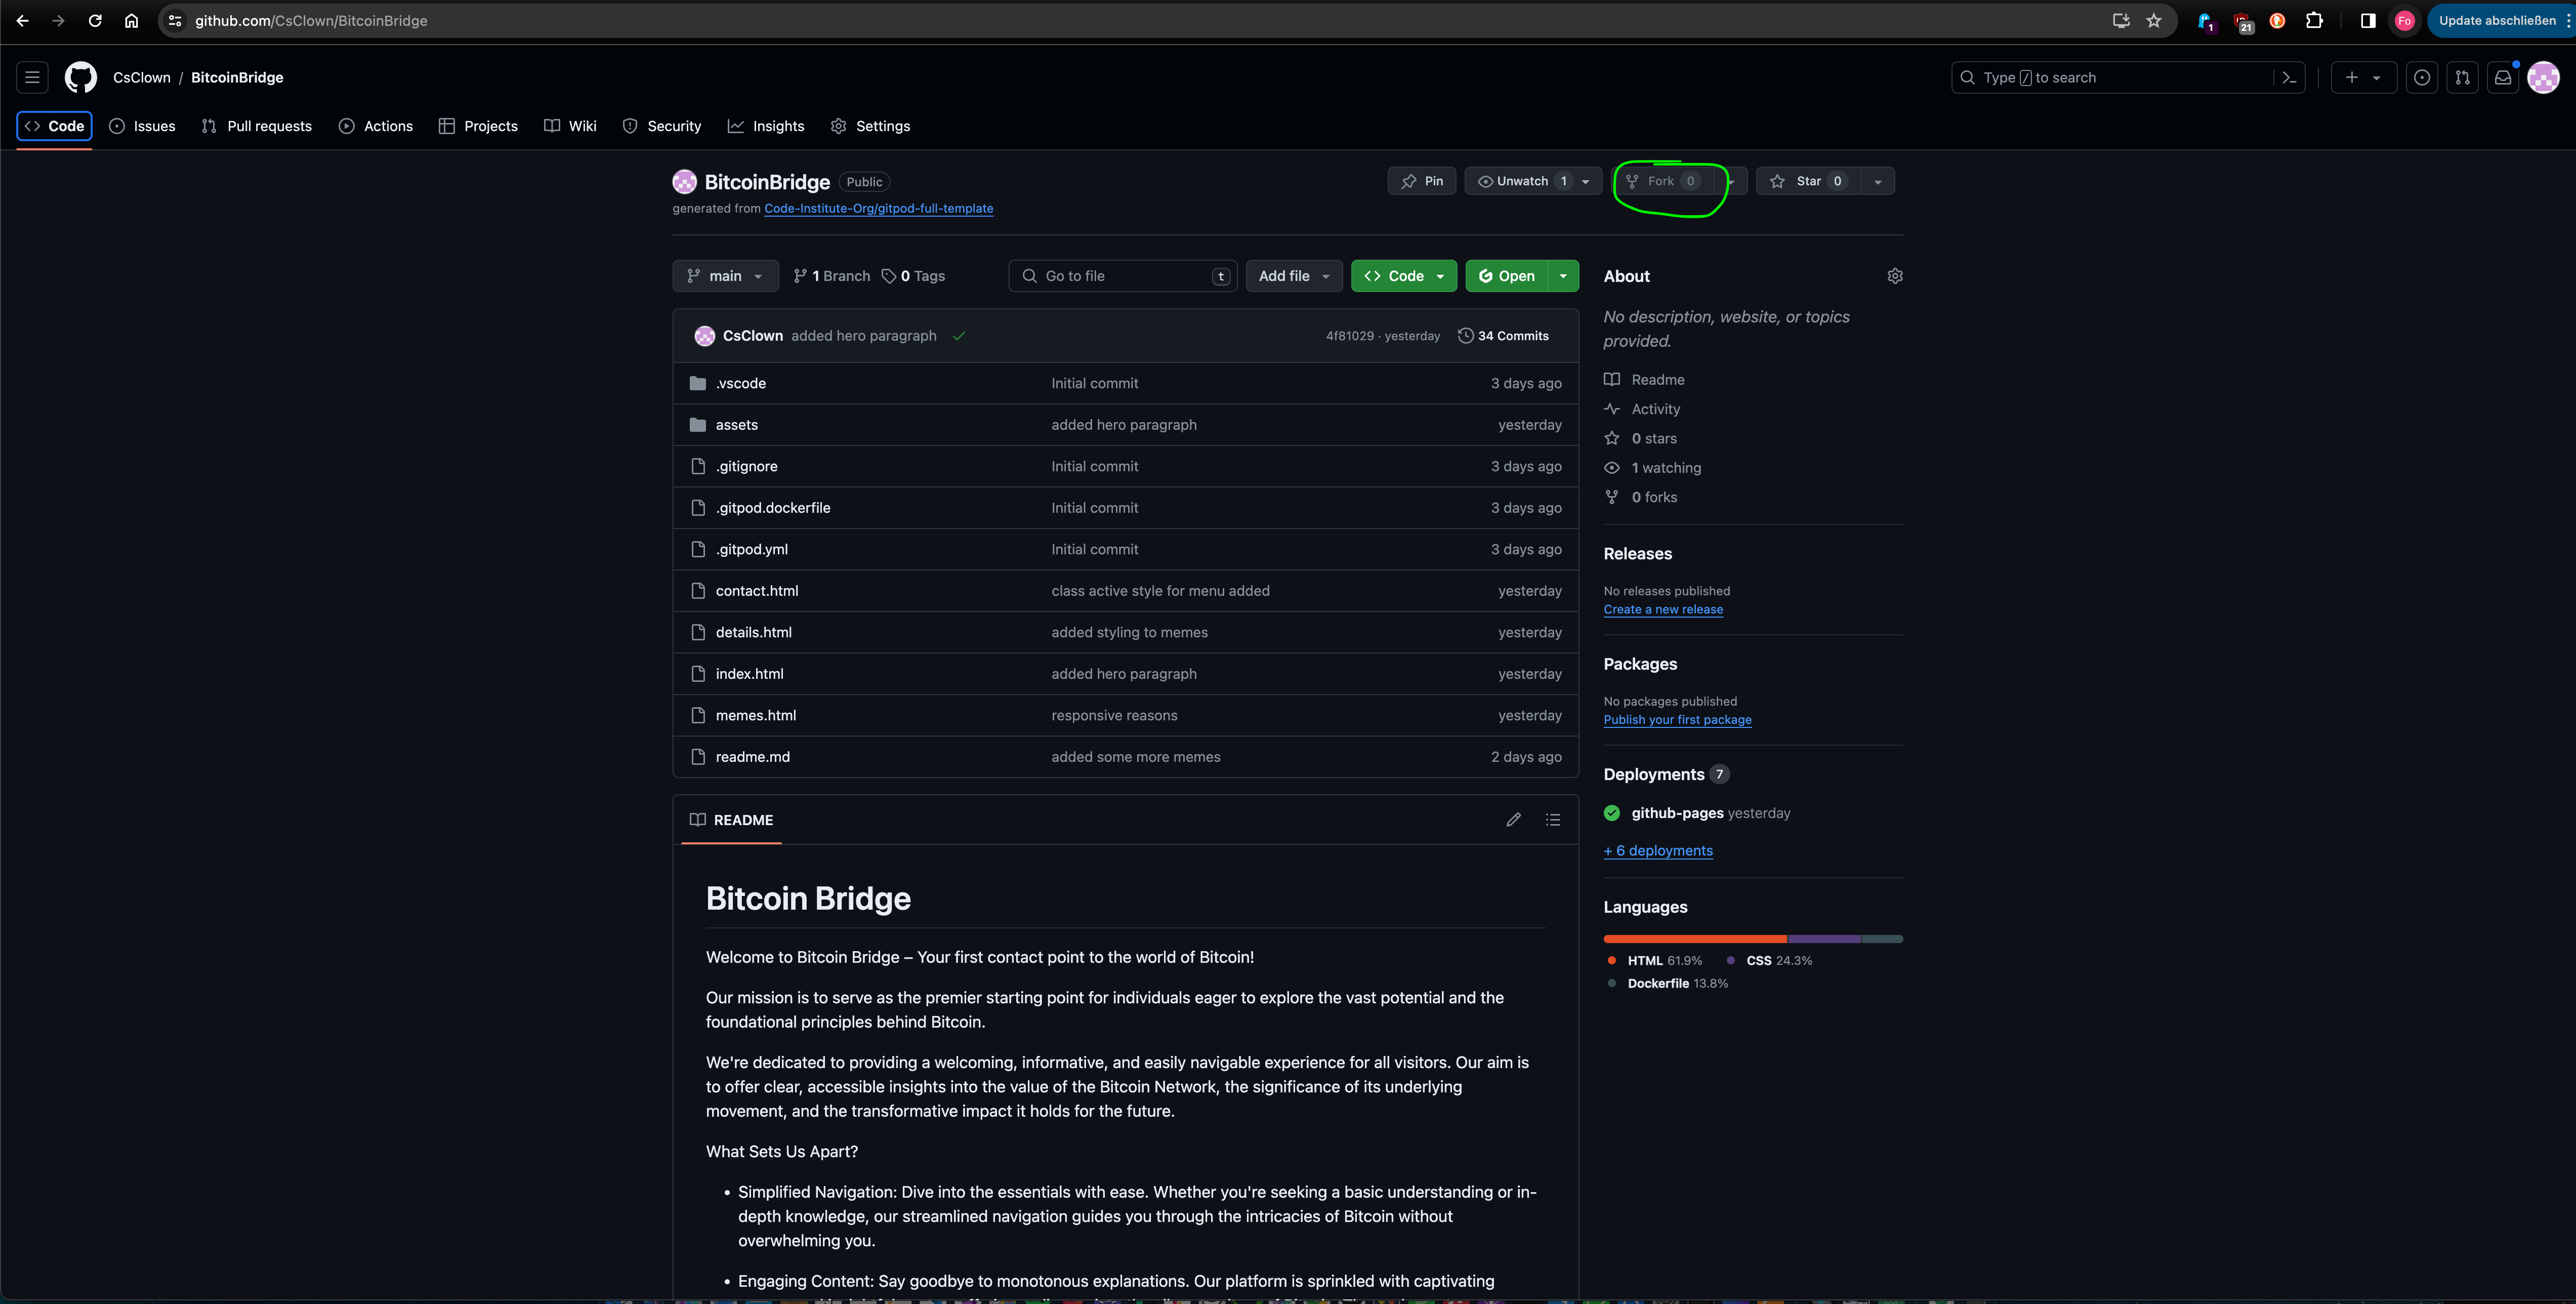 github.com/CsClown/BitcoinBridge
1
21
Fo
Update abschließen
CsClown / BitcoinBridge
Type / to search
Code Issues Pull requests Actions Projects Wiki Security Insights Settings
BitcoinBridge Public
Pin Unwatch 1 Fork 0 Star 0
generated from Code-Institute-Org/gitpod-full-template
main 1 Branch 0 Tags Go to file t Add file Code Open
CsClown added hero paragraph 4f81029 · yesterday 34 Commits
.vscode Initial commit 3 days ago
assets added hero paragraph yesterday
.gitignore Initial commit 3 days ago
.gitpod.dockerfile Initial commit 3 days ago
.gitpod.yml Initial commit 3 days ago
contact.html class active style for menu added yesterday
details.html added styling to memes yesterday
index.html added hero paragraph yesterday
memes.html responsive reasons yesterday
readme.md added some more memes 2 days ago
README
Bitcoin Bridge
Welcome to Bitcoin Bridge – Your first contact point to the world of Bitcoin!
Our mission is to serve as the premier starting point for individuals eager to explore the vast potential and the
foundational principles behind Bitcoin.
We're dedicated to providing a welcoming, informative, and easily navigable experience for all visitors. Our aim is
to offer clear, accessible insights into the value of the Bitcoin Network, the significance of its underlying
movement, and the transformative impact it holds for the future.
What Sets Us Apart?
• Simplified Navigation: Dive into the essentials with ease. Whether you're seeking a basic understanding or in-
depth knowledge, our streamlined navigation guides you through the intricacies of Bitcoin without
overwhelming you.
• Engaging Content: Say goodbye to monotonous explanations. Our platform is sprinkled with captivating
About
No description, website, or topics
provided.
Readme
Activity
0 stars
1 watching
0 forks
Releases
No releases published
Create a new release
Packages
No packages published
Publish your first package
Deployments 7
github-pages yesterday
+ 6 deployments
Languages
HTML 61.9% CSS 24.3%
Dockerfile 13.8%